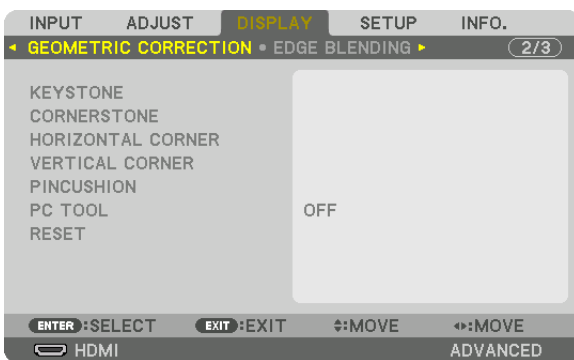 INPUT ADJUST DISPLAY SETUP INFO.
◂ GEOMETRIC CORRECTION • EDGE BLENDING ▸ 2/3
KEYSTONE
CORNERSTONE
HORIZONTAL CORNER
VERTICAL CORNER
PINCUSHION
PC TOOL OFF
RESET
ENTER :SELECT EXIT :EXIT ♦:MOVE ◂▸:MOVE
HDMI ADVANCED